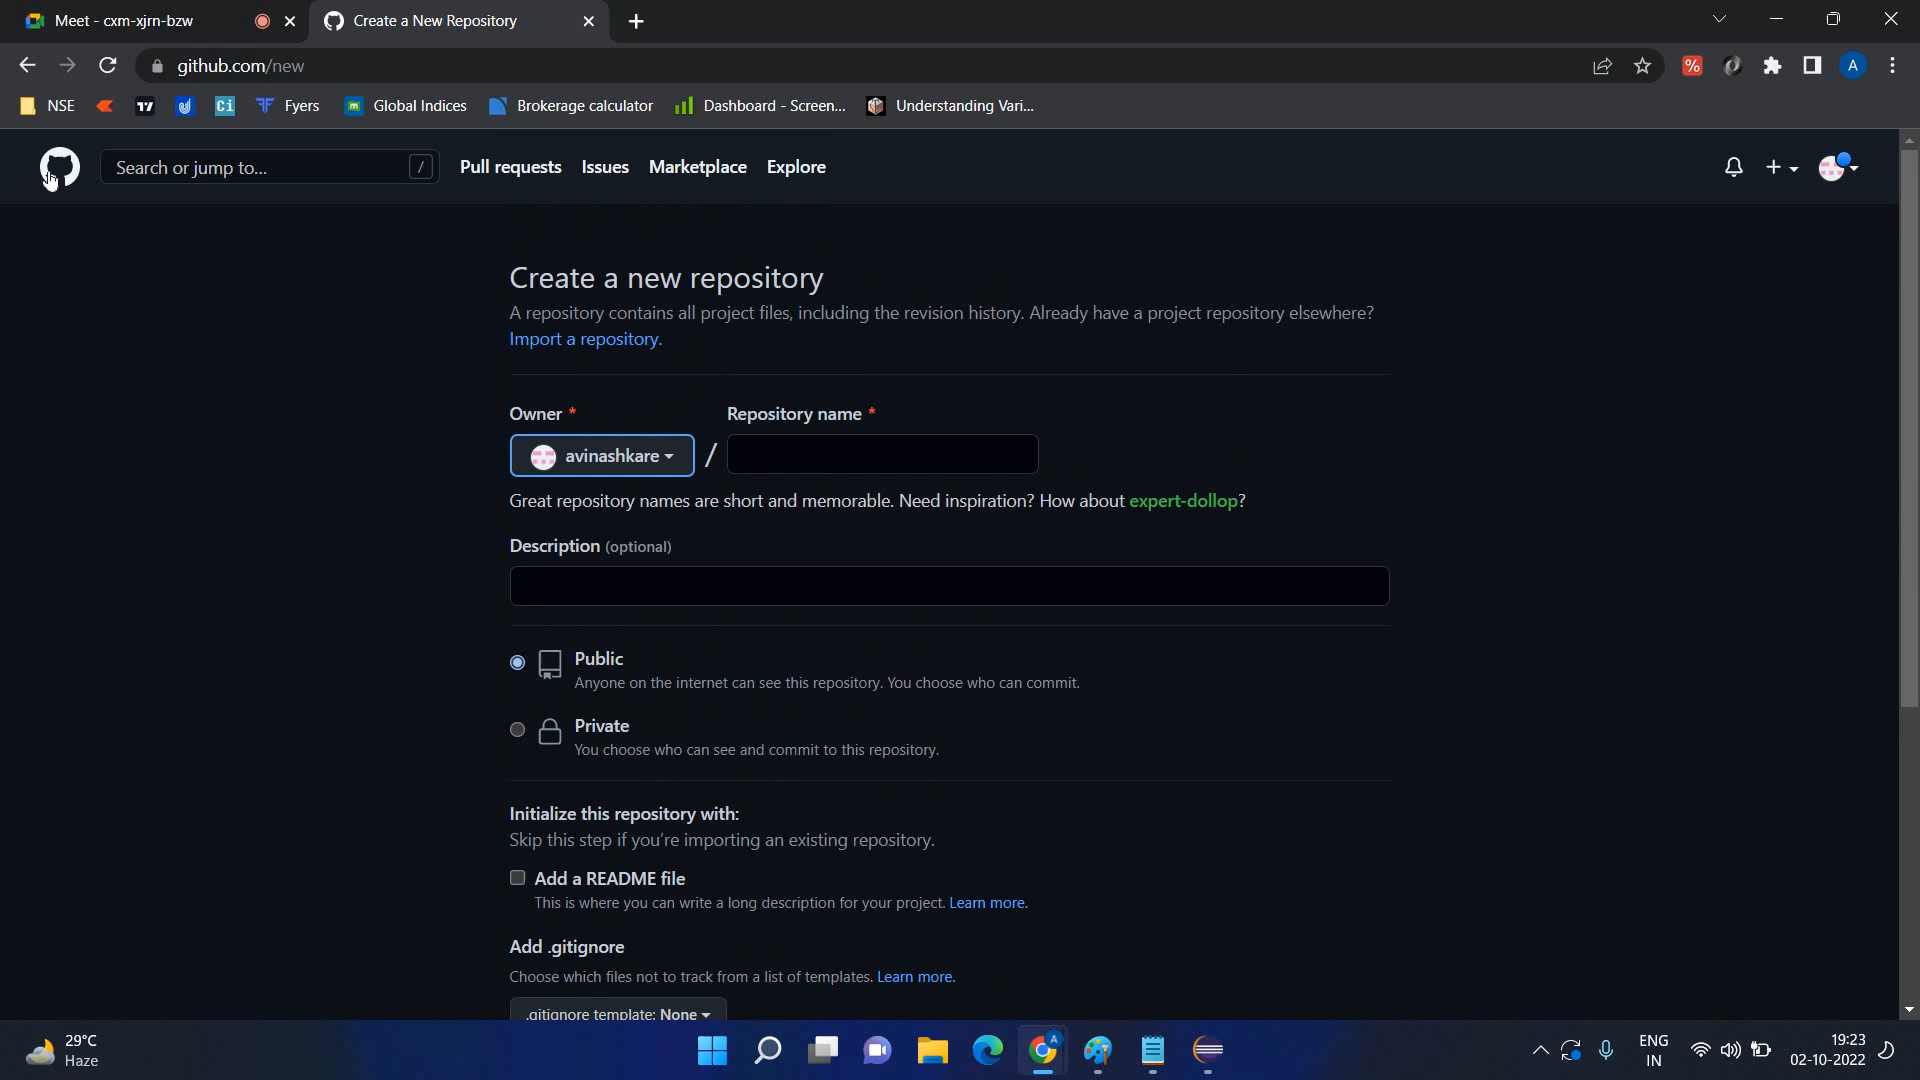 Meet - cxm-xjrn-bzw
Create a New Repository
github.com/new
NSE
Ci
Fyers
Global Indices
Brokerage calculator
Dashboard - Screen...
Understanding Vari...
%
A
Search or jump to...
/
Pull requests
Issues
Marketplace
Explore
Create a new repository
A repository contains all project files, including the revision history. Already have a project repository elsewhere?
Import a repository.
Owner *
Repository name *
avinashkare
/
Great repository names are short and memorable. Need inspiration? How about expert-dollop?
Description (optional)
Public
Anyone on the internet can see this repository. You choose who can commit.
Private
You choose who can see and commit to this repository.
Initialize this repository with:
Skip this step if you're importing an existing repository.
Add a README file
This is where you can write a long description for your project. Learn more.
Add .gitignore
Choose which files not to track from a list of templates. Learn more.
.gitignore template: None
29°C
Haze
A
ENG
IN
19:23
02-10-2022